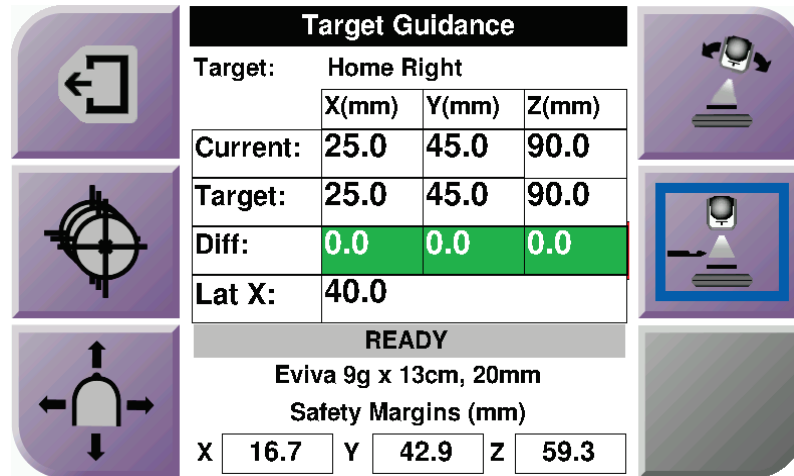 Target Guidance
Target: Home Right
X(mm) Y(mm) Z(mm)
Current: 25.0 45.0 90.0
Target: 25.0 45.0 90.0
Diff: 0.0 0.0 0.0
Lat X: 40.0
READY
Eviva 9g x 13cm, 20mm
Safety Margins (mm)
X 16.7 Y 42.9 Z 59.3